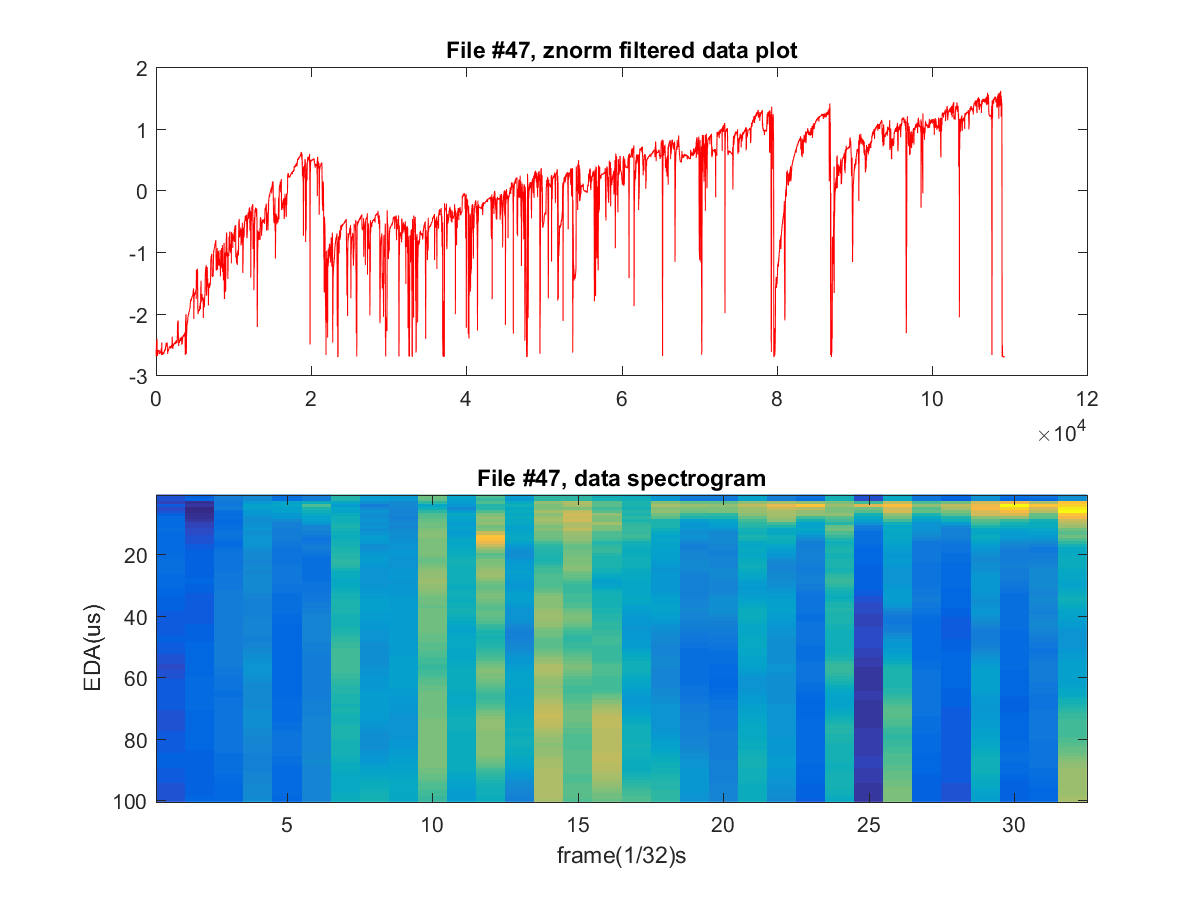 File #47, znorm filtered data plot
2
1
0
-1
-2
-3
0 2 4 6 8 10 12
×10^4
File #47, data spectrogram
20
40
60
80
100
EDA(us)
5 10 15 20 25 30
frame(1/32)s